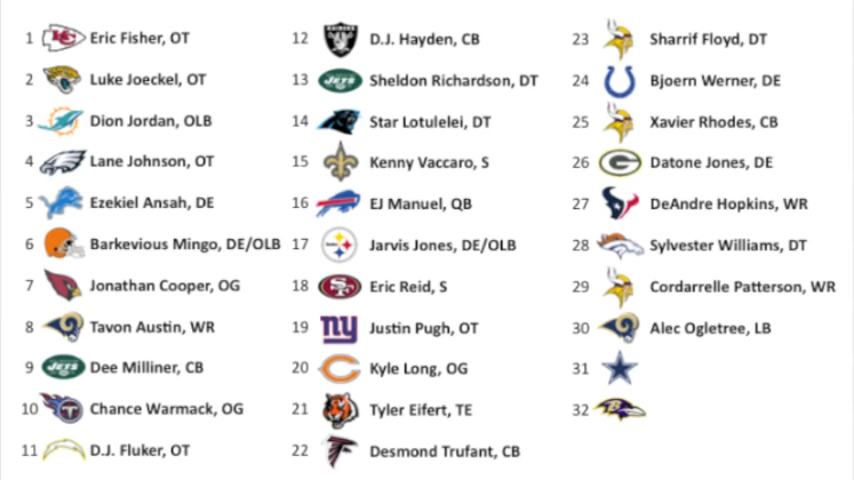 1 Eric Fisher, OT
2 Luke Joeckel, OT
3 Dion Jordan, OLB
4 Lane Johnson, OT
5 Ezekiel Ansah, DE
6 Barkevious Mingo, DE/OLB
7 Jonathan Cooper, OG
8 Tavon Austin, WR
9 JETS Dee Milliner, CB
10 Chance Warmack, OG
11 D.J. Fluker, OT
12 RAIDERS D.J. Hayden, CB
13 JETS Sheldon Richardson, DT
14 Star Lotulelei, DT
15 Kenny Vaccaro, S
16 EJ Manuel, QB
17 Jarvis Jones, DE/OLB
18 SF Eric Reid, S
19 ny Justin Pugh, OT
20 Kyle Long, OG
21 Tyler Eifert, TE
22 Desmond Trufant, CB
23 Sharrif Floyd, DT
24 Bjoern Werner, DE
25 Xavier Rhodes, CB
26 G Datone Jones, DE
27 DeAndre Hopkins, WR
28 Sylvester Williams, DT
29 Cordarrelle Patterson, WR
30 Alec Ogletree, LB
31
32